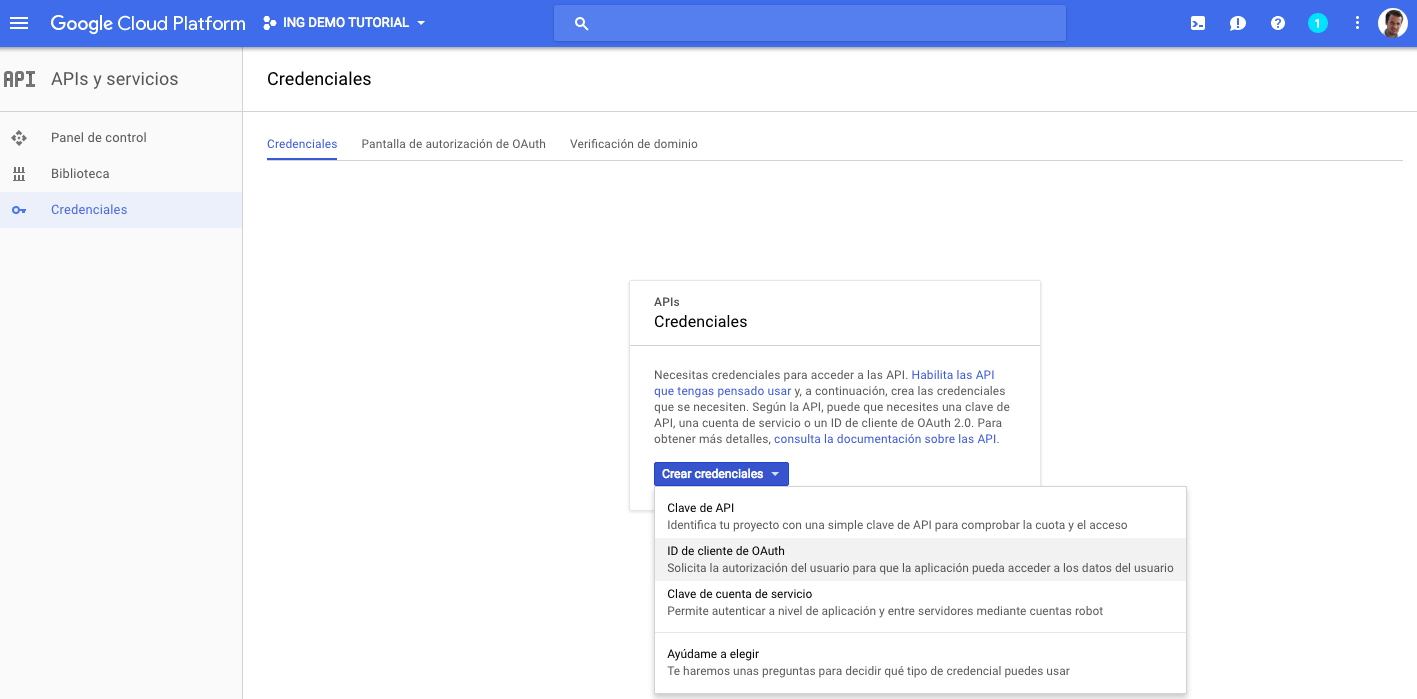 Google Cloud Platform
ING DEMO TUTORIAL
1
API
APIs y servicios
Credenciales
Panel de control
Biblioteca
Credenciales
Credenciales
Pantalla de autorización de OAuth
Verificación de dominio
APIs
Credenciales
Necesitas credenciales para acceder a las API. Habilita las API
que tengas pensado usar y, a continuación, crea las credenciales
que se necesiten. Según la API, puede que necesites una clave de
API, una cuenta de servicio o un ID de cliente de OAuth 2.0. Para
obtener más detalles, consulta la documentación sobre las API.
Crear credenciales
Clave de API
Identifica tu proyecto con una simple clave de API para comprobar la cuota y el acceso
ID de cliente de OAuth
Solicita la autorización del usuario para que la aplicación pueda acceder a los datos del usuario
Clave de cuenta de servicio
Permite autenticar a nivel de aplicación y entre servidores mediante cuentas robot
Ayúdame a elegir
Te haremos unas preguntas para decidir qué tipo de credencial puedes usar